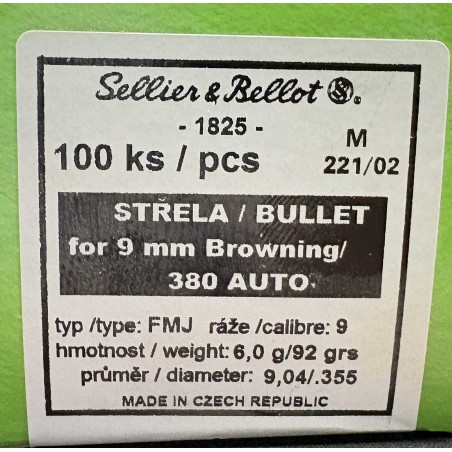 Sellier & Bellot S&B.
- 1825 -
100 ks / pcs
M
221/02
STŘELA / BULLET
for 9 mm Browning/
380 AUTO.
typ /type: FMJ ráže /calibre: 9
hmotnost / weight: 6,0 g/92 grs
průměr / diameter: 9,04/.355
MADE IN CZECH REPUBLIC